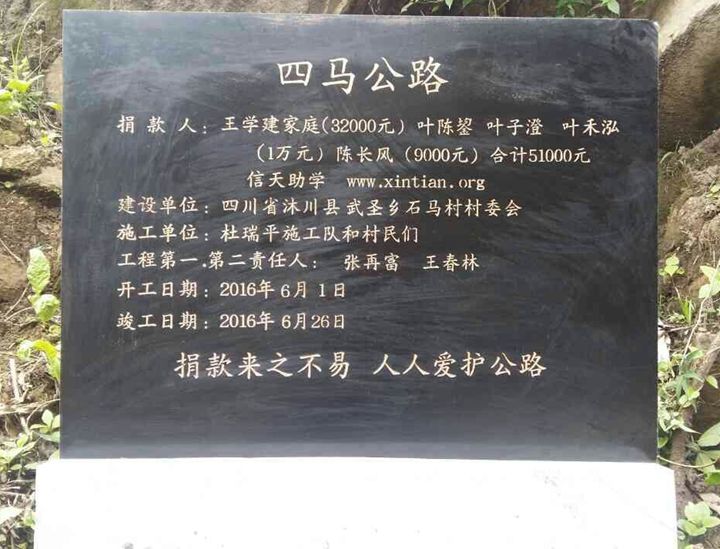 四马公路
捐 款 人：王学建家庭(32000元) 叶陈鋆 叶子澄 叶禾泓
(1万元) 陈长风 (9000元) 合计51000元
信天助学 www.xintian.org
建设单位：四川省沐川县武圣乡石马村村委会
施工单位：杜瑞平施工队和村民们
工程第一.第二责任人： 张再富 王春林
开工日期：2016年6月1日
竣工日期：2016年6月26日
捐款来之不易 人人爱护公路